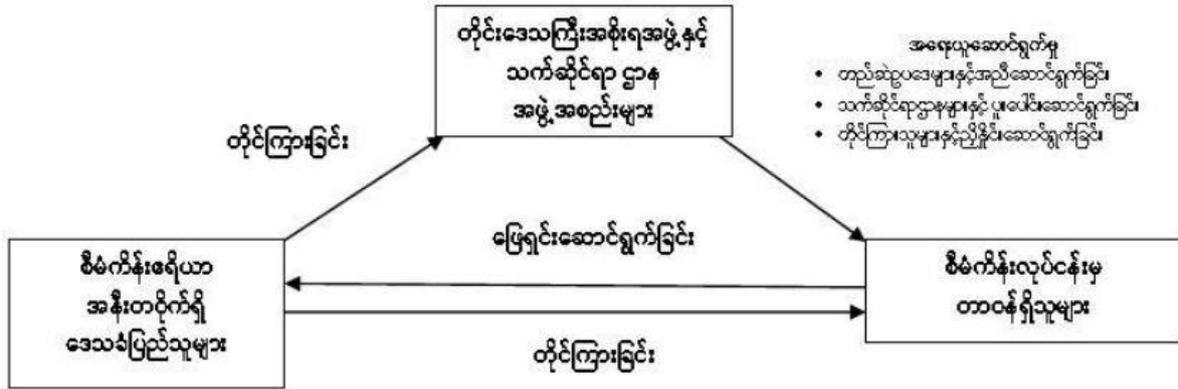 တိုင်းဒေသကြီးအစိုးရအဖွဲ့နှင့်
သက်ဆိုင်ရာ ဌာန
အဖွဲ့အစည်းများ
အရေးယူဆောင်ရွက်မှု
• တည်ဆဲဥပဒေများနှင့်အညီဆောင်ရွက်ခြင်း၊
• သက်ဆိုင်ရာဌာနများနှင့် ပူးပေါင်းဆောင်ရွက်ခြင်း၊
• တိုင်ကြားသူများနှင့်ညှိနှိုင်းဆောင်ရွက်ခြင်း၊
တိုင်ကြားခြင်း
ဖြေရှင်းဆောင်ရွက်ခြင်း
စီမံကိန်းဧရိယာ
အနီးတဝိုက်ရှိ
ဒေသခံပြည်သူများ
စီမံကိန်းလုပ်ငန်းမှ
တာဝန်ရှိသူများ
တိုင်ကြားခြင်း